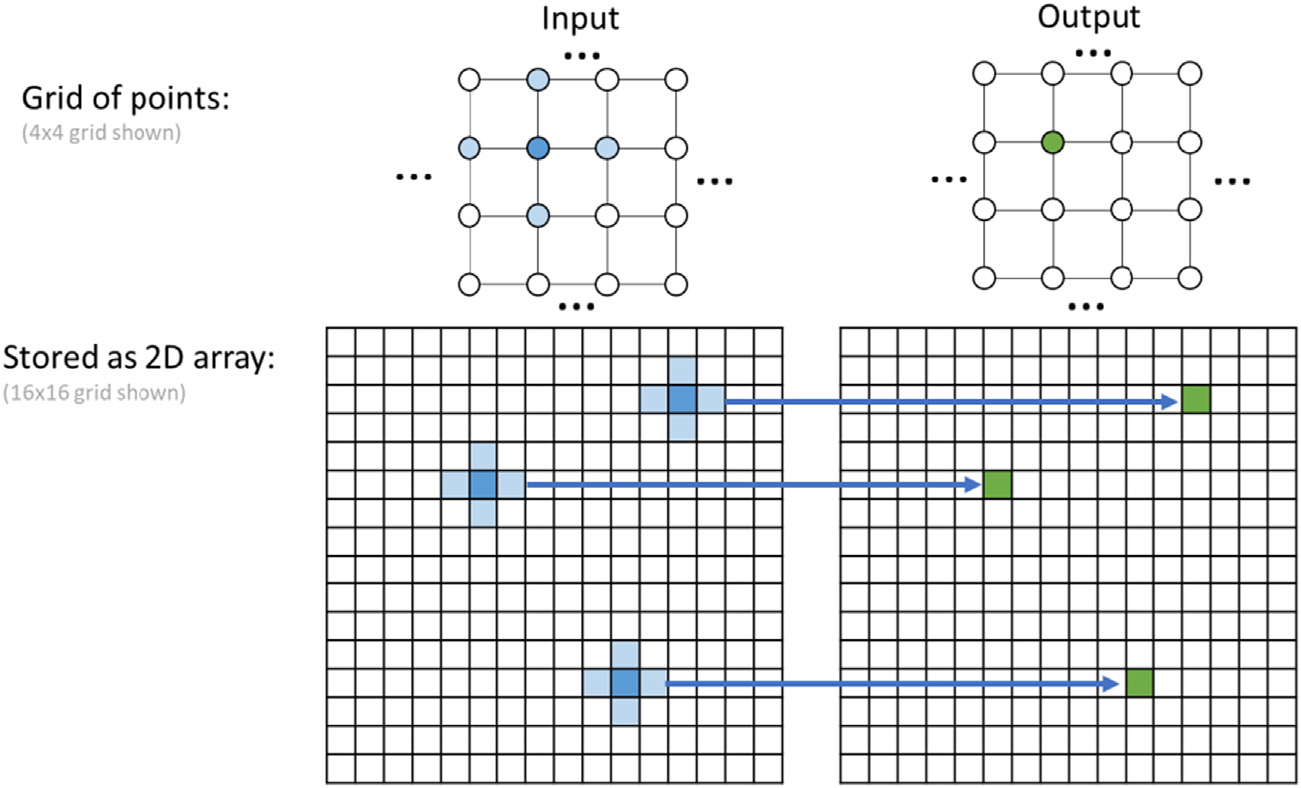 Input
Output
...
...
Grid of points:
(4x4 grid shown)
...
...
...
...
...
...
Stored as 2D array:
(16x16 grid shown)